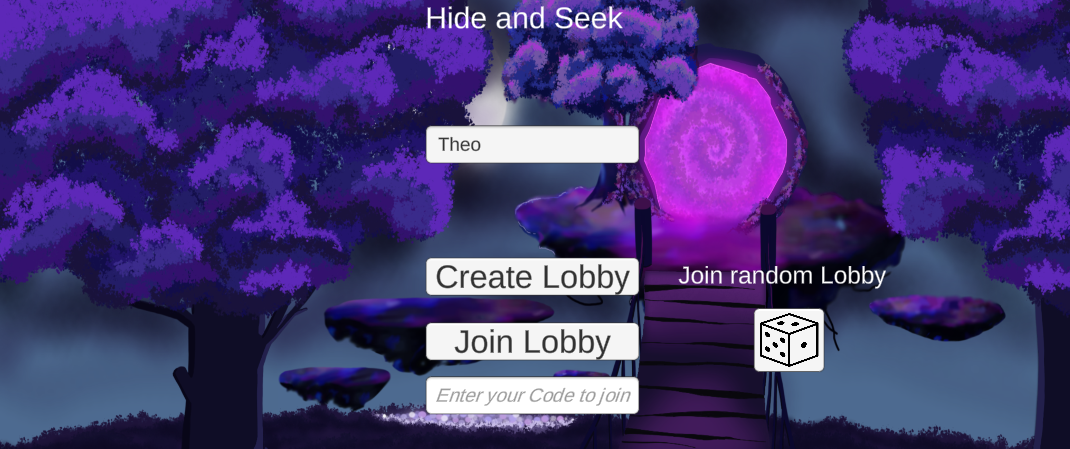 Hide and Seek
Theo
Create Lobby
Join random Lobby
Join Lobby
Enter your Code to join